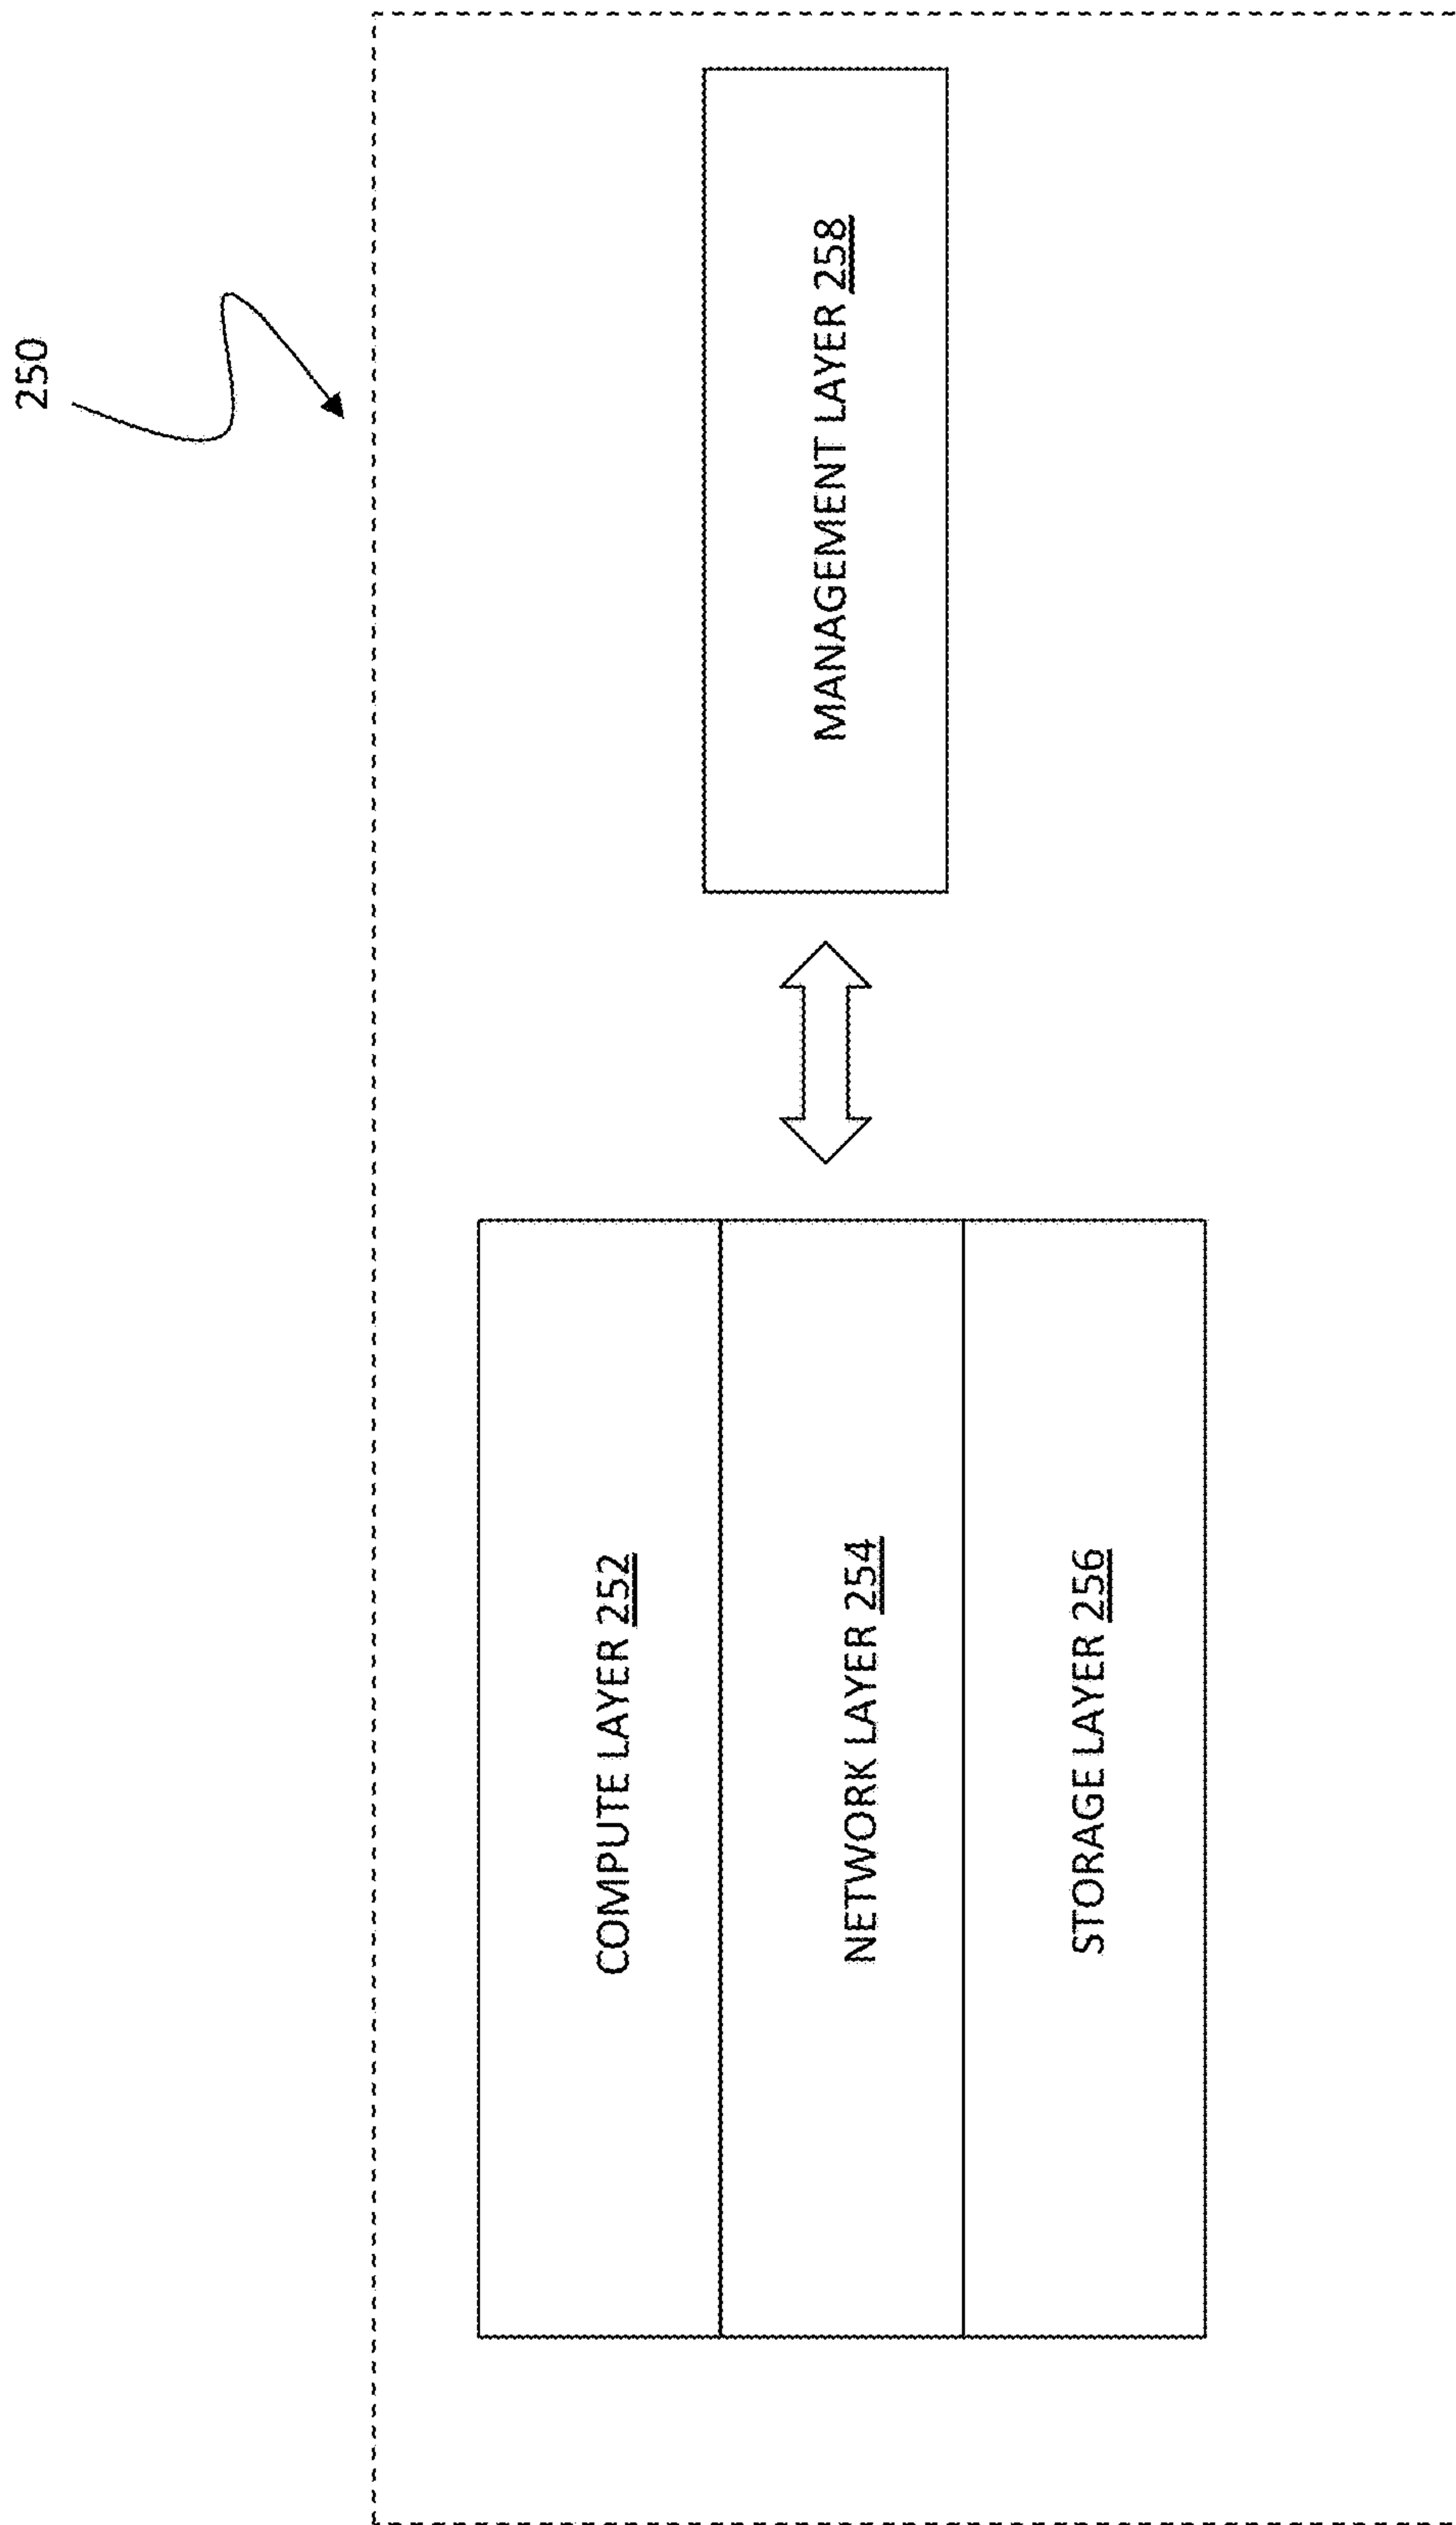 250
COMPUTE LAYER 252
NETWORK LAYER 254
STORAGE LAYER 256
MANAGEMENT LAYER 258